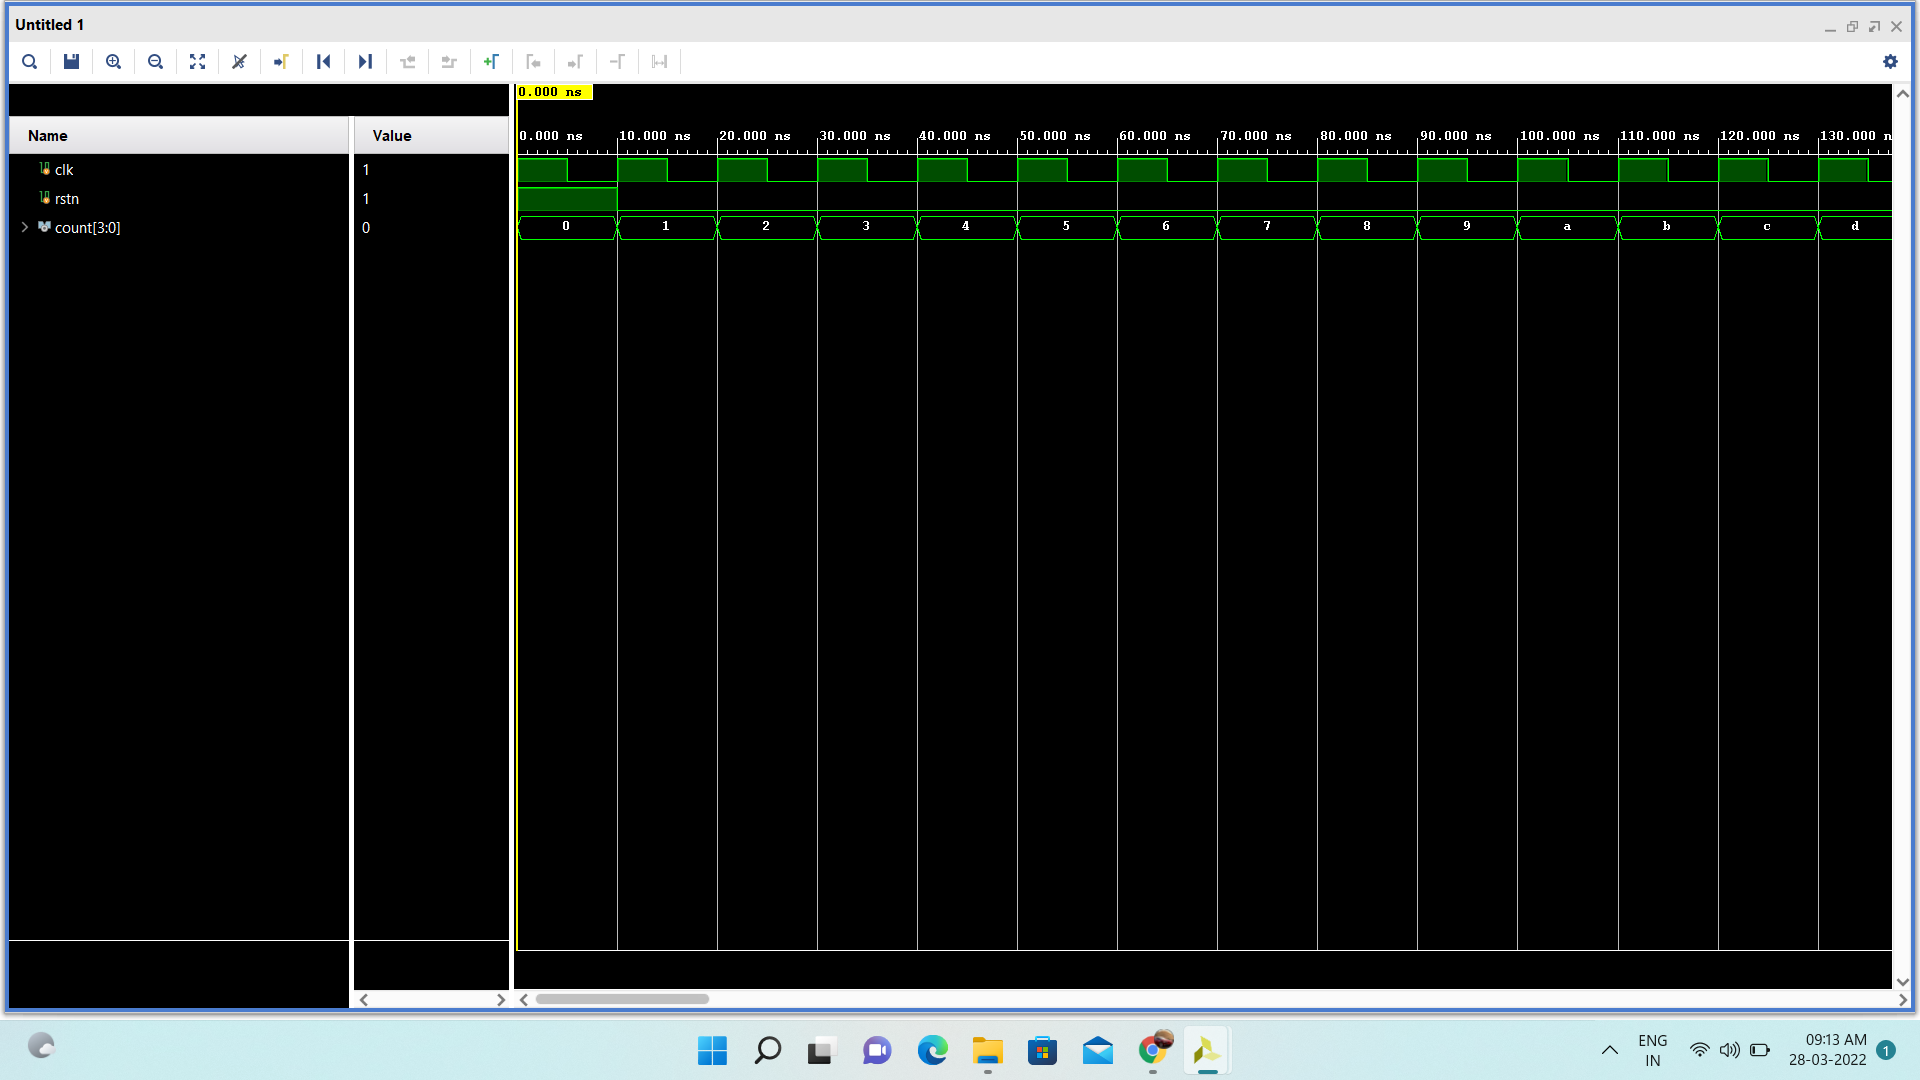 Untitled 1
0.000 ns
Name
Value
0.000 ns 10.000 ns 20.000 ns 30.000 ns 40.000 ns 50.000 ns 60.000 ns 70.000 ns 80.000 ns 90.000 ns 100.000 ns 110.000 ns 120.000 ns 130.000 n
clk
1
rstn
1
count[3:0]
0
0 1 2 3 4 5 6 7 8 9 a b c d
ENG
IN
09:13 AM
28-03-2022
1